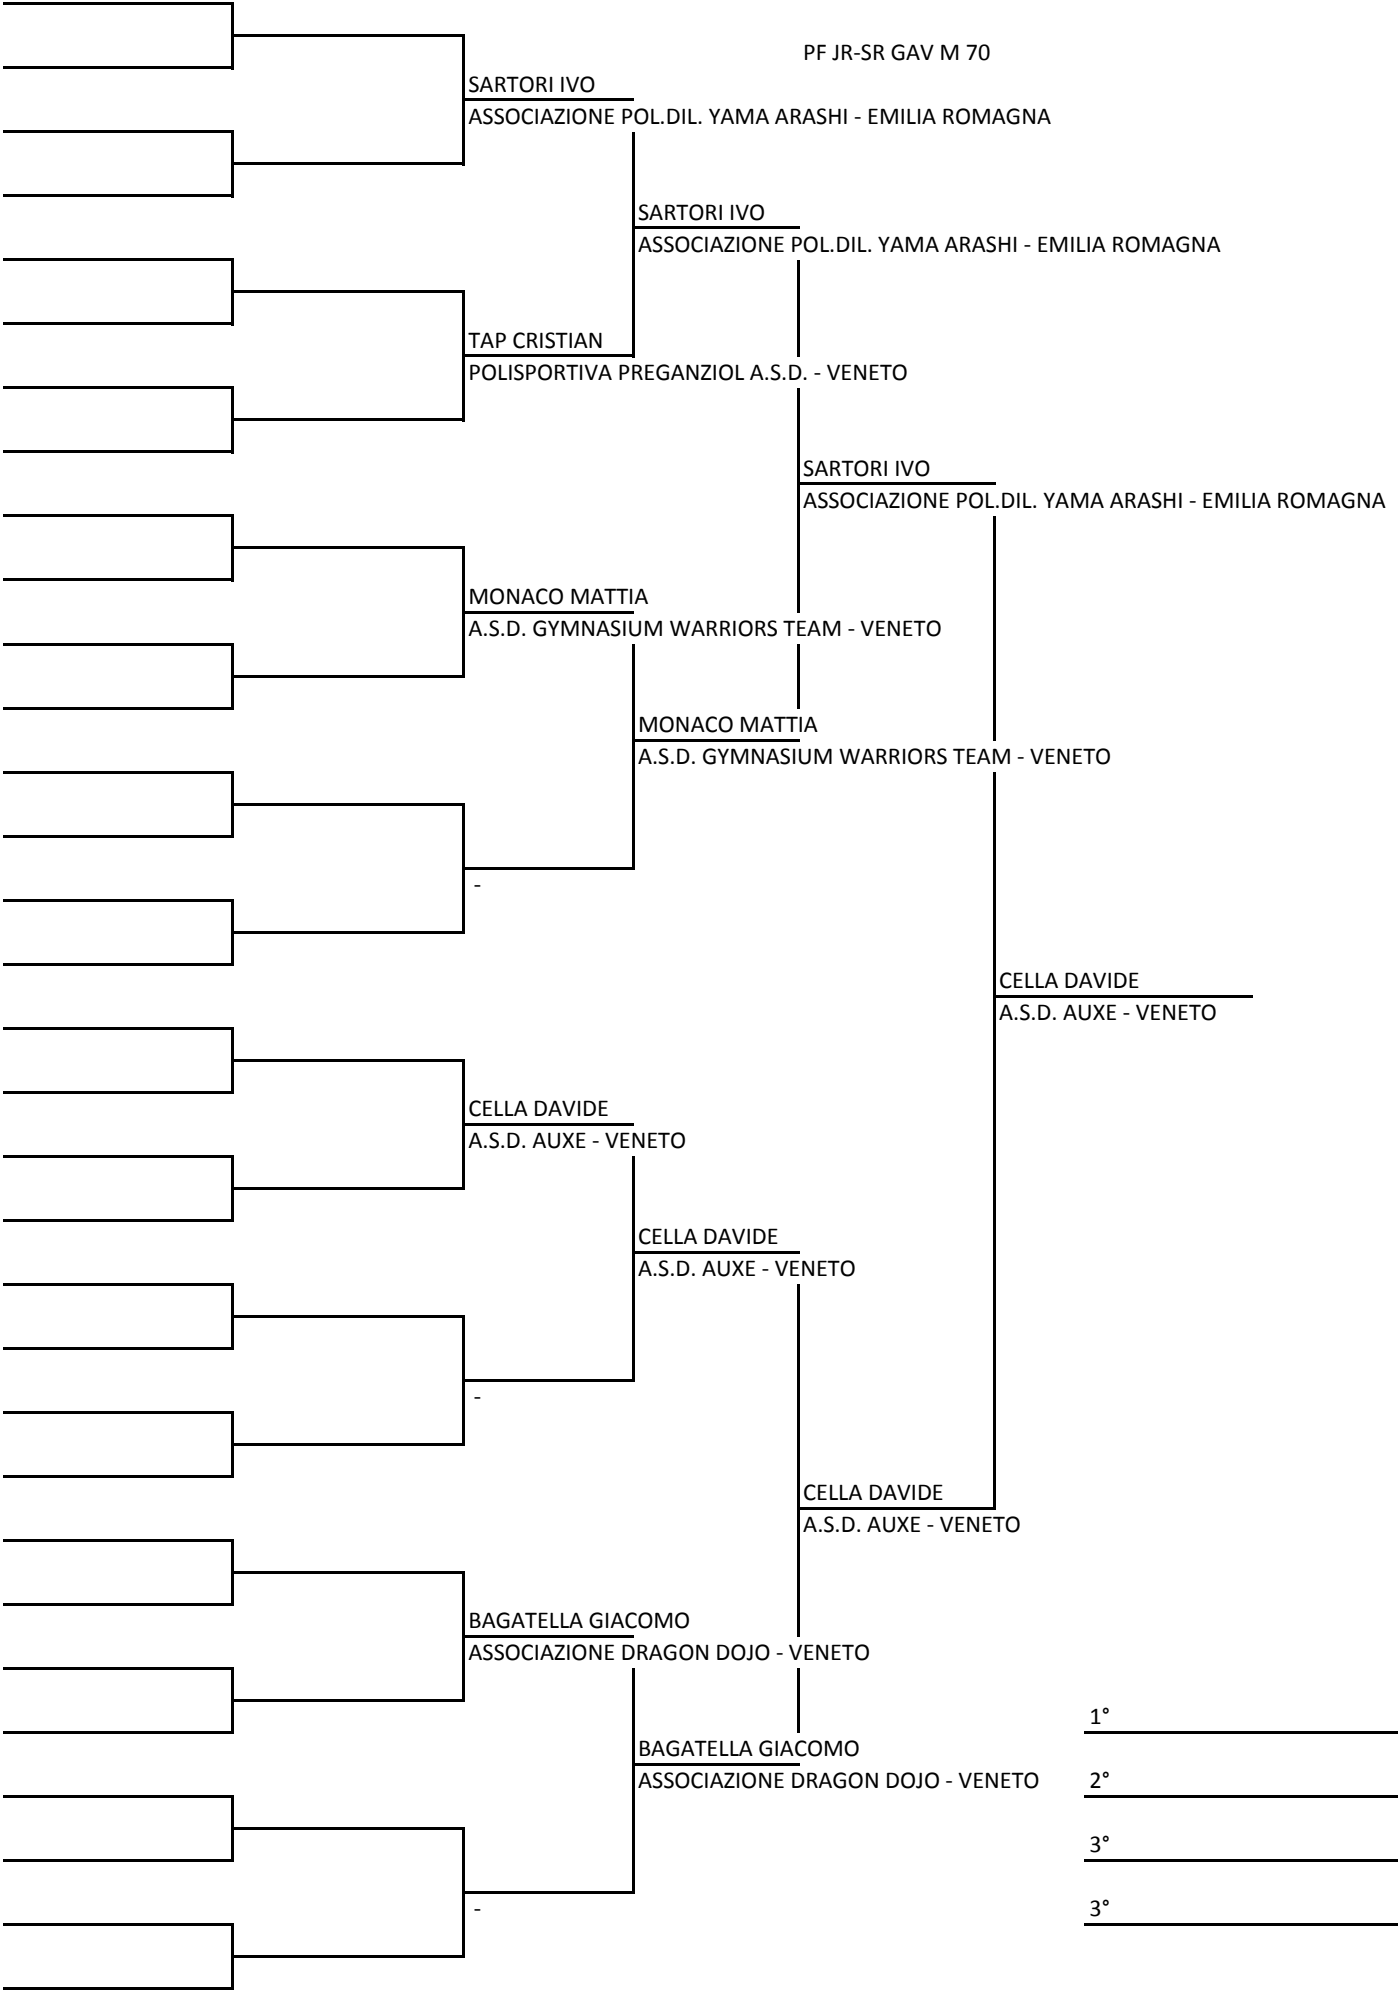 PF JR-SR GAV M 70
SARTORI IVO
ASSOCIAZIONE POL.DIL. YAMA ARASHI - EMILIA ROMAGNA
SARTORI IVO
ASSOCIAZIONE POL.DIL. YAMA ARASHI - EMILIA ROMAGNA
TAP CRISTIAN
POLISPORTIVA PREGANZIOL A.S.D. - VENETO
SARTORI IVO
ASSOCIAZIONE POL.DIL. YAMA ARASHI - EMILIA ROMAGNA
MONACO MATTIA
A.S.D. GYMNASIUM WARRIORS TEAM - VENETO
MONACO MATTIA
A.S.D. GYMNASIUM WARRIORS TEAM - VENETO
-
CELLA DAVIDE
A.S.D. AUXE - VENETO
CELLA DAVIDE
A.S.D. AUXE - VENETO
CELLA DAVIDE
A.S.D. AUXE - VENETO
-
CELLA DAVIDE
A.S.D. AUXE - VENETO
BAGATELLA GIACOMO
ASSOCIAZIONE DRAGON DOJO - VENETO
1°
BAGATELLA GIACOMO
ASSOCIAZIONE DRAGON DOJO - VENETO
2°
3°
-
3°